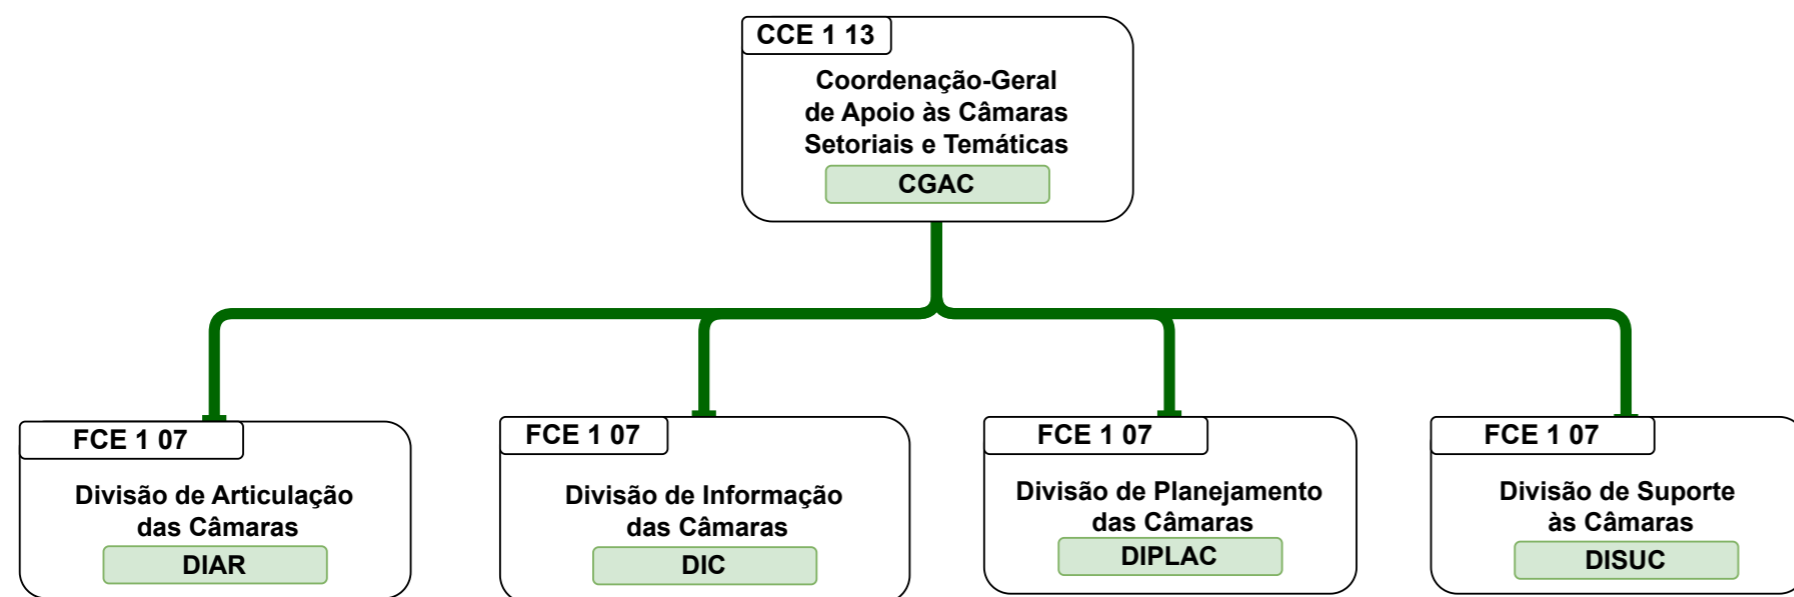 CCE 1 13
Coordenação-Geral
de Apoio às Câmaras
Setoriais e Temáticas
CGAC
FCE 1 07
Divisão de Articulação
das Câmaras
DIAR
FCE 1 07
Divisão de Informação
das Câmaras
DIC
FCE 1 07
Divisão de Planejamento
das Câmaras
DIPLAC
FCE 1 07
Divisão de Suporte
às Câmaras
DISUC